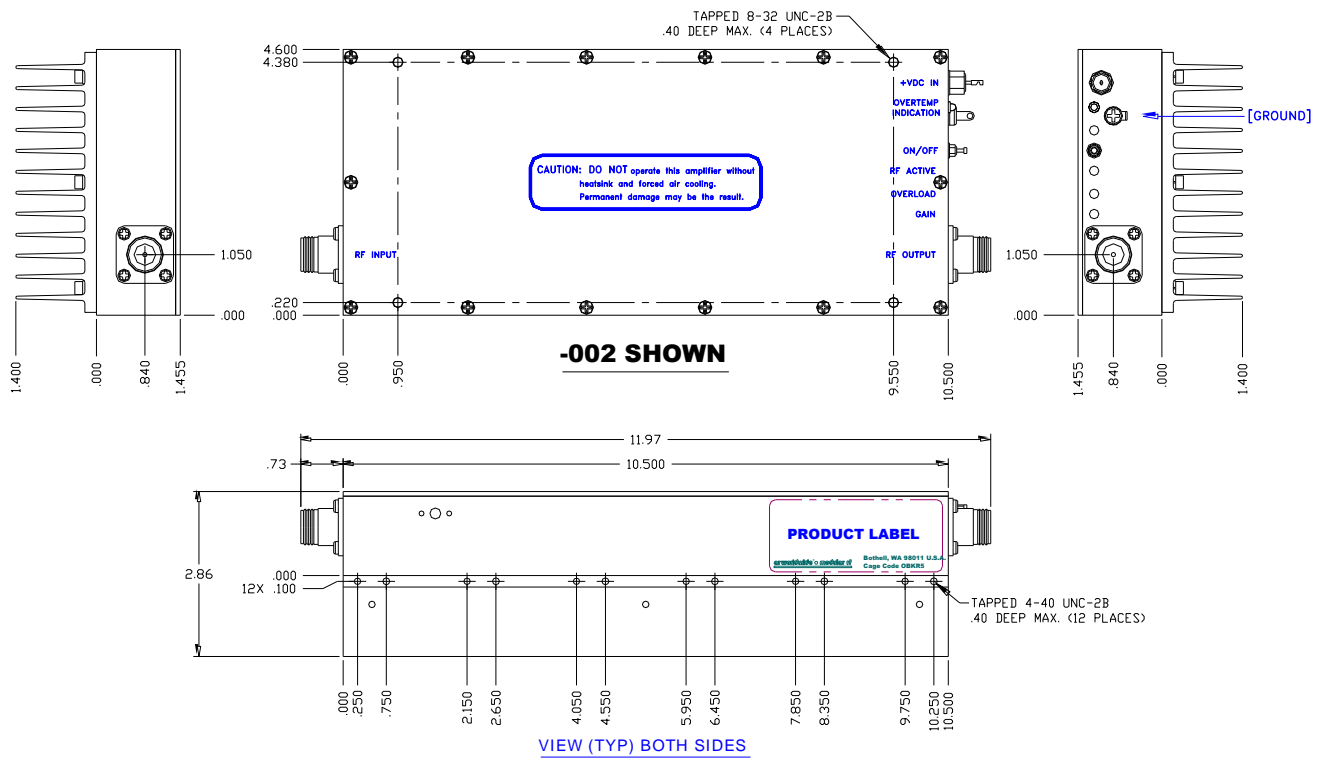 TAPPED 8-32 UNC-2B
.40 DEEP MAX. (4 PLACES)
4.600
4.380
+VDC IN
OVERTEMP
INDICATION
[GROUND]
ON/OFF
CAUTION: DO NOT operate this amplifier without
heatsink and forced air cooling.
Permanent damage may be the result.
RF ACTIVE
OVERLOAD
GAIN
1.050
RF INPUT
RF OUTPUT
1.050
.220
.000
.000
.000
-002 SHOWN
1.400
.000
.840
1.455
.000
.950
9.550
10.500
1.455
.840
.000
1.400
11.97
.73
10.500
PRODUCT LABEL
Bothell, WA 98011 U.S.A.
Cage Code OBKR5
2.86
.000
12X .100
TAPPED 4-40 UNC-2B
.40 DEEP MAX. (12 PLACES)
.000
.250
.750
2.150
2.650
4.050
4.550
5.950
6.450
7.850
8.350
9.750
10.250
10.500
VIEW (TYP) BOTH SIDES